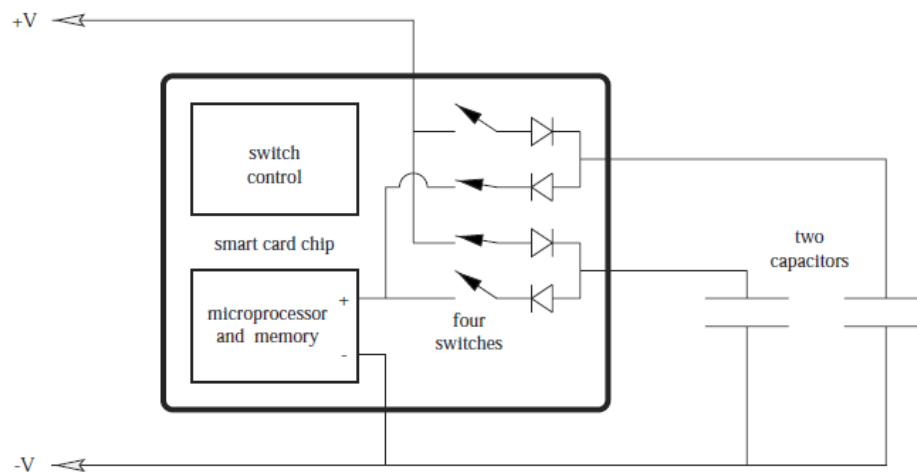 +V
switch
control
smart card chip
two
capacitors
+
microprocessor
and memory
-
four
switches
-V